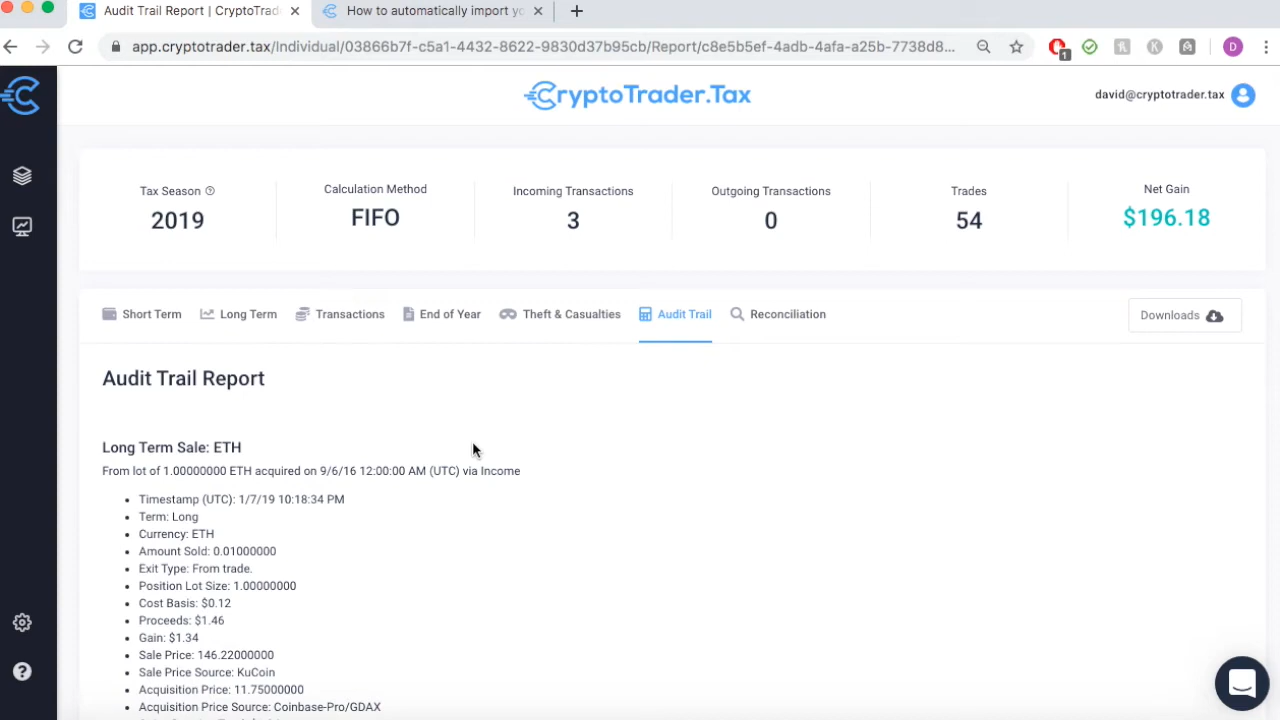 Audit Trail Report | CryptoTrad
How to automatically import yo
app.cryptotrader.tax/Individual/03866b7f-c5a1-4432-8622-9830d37b95cb/Report/c8e5b5ef-4adb-4afa-a25b-7738d8...
1
K
D
CryptoTrader.Tax
david@cryptotrader.tax
Tax Season
2019
Calculation Method
FIFO
Incoming Transactions
3
Outgoing Transactions
0
Trades
54
Net Gain
$196.18
Short Term
Long Term
Transactions
End of Year
Theft & Casualties
Audit Trail
Reconciliation
Downloads
Audit Trail Report
Long Term Sale: ETH
From lot of 1.00000000 ETH acquired on 9/6/16 12:00:00 AM (UTC) via Income
• Timestamp (UTC): 1/7/19 10:18:34 PM
• Term: Long
• Currency: ETH
• Amount Sold: 0.01000000
• Exit Type: From trade.
• Position Lot Size: 1.00000000
• Cost Basis: $0.12
• Proceeds: $1.46
• Gain: $1.34
• Sale Price: 146.22000000
• Sale Price Source: KuCoin
• Acquisition Price: 11.75000000
• Acquisition Price Source: Coinbase-Pro/GDAX